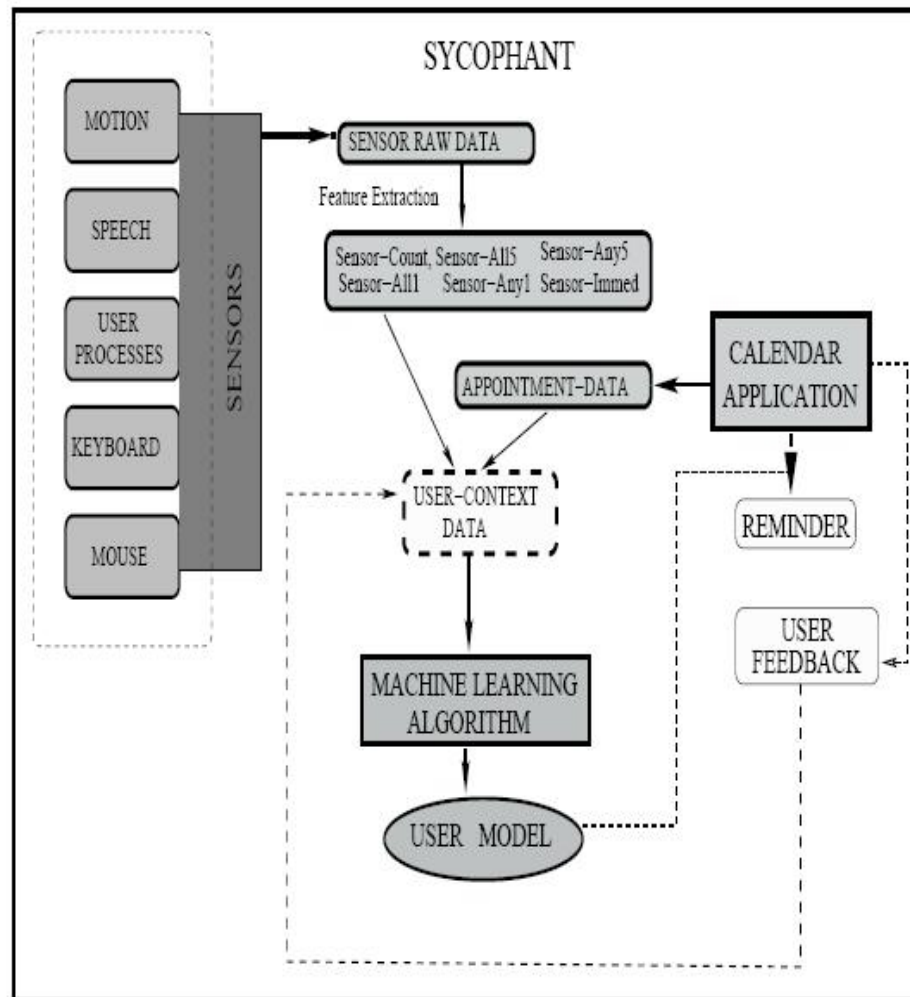 SYCOPHANT
MOTION
SPEECH
USER
PROCESSES
KEYBOARD
MOUSE
SENSORS
SENSOR RAW DATA
Feature Extraction
Sensor-Count, Sensor-All5 Sensor-Any5
Sensor-All1 Sensor-Any1 Sensor-Immed
CALENDAR
APPLICATION
APPOINTMENT-DATA
USER-CONTEXT
DATA
REMINDER
USER
FEEDBACK
MACHINE LEARNING
ALGORITHM
USER MODEL